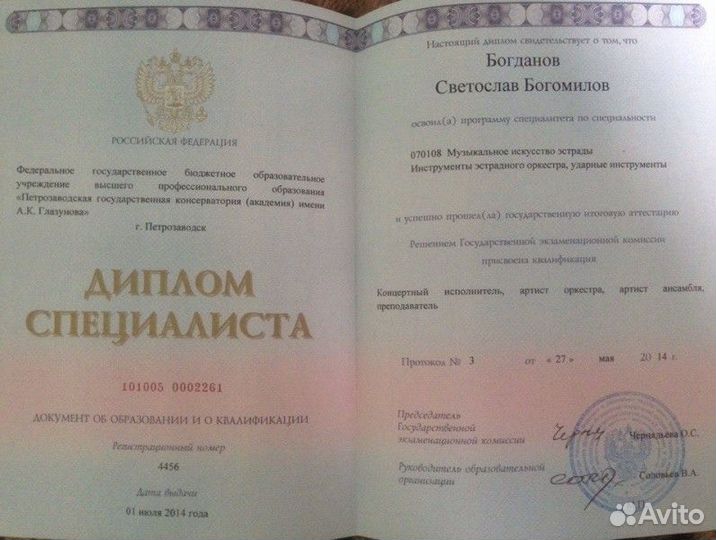 РОССИЙСКАЯ ФЕДЕРАЦИЯ
Федеральное государственное бюджетное образовательное
учреждение высшего профессионального образования
«Петрозаводская государственная консерватория (академия) имени
А.К. Глазунова»
г. Петрозаводск
ДИПЛОМ
СПЕЦИАЛИСТА
101005 0002261
ДОКУМЕНТ ОБ ОБРАЗОВАНИИ И О КВАЛИФИКАЦИИ
Регистрационный номер
4456
Дата выдачи
01 июля 2014 года
Настоящий диплом свидетельствует о том, что
Богданов
Светослав Богомилов
освоил(а) программу специалитета по специальности
070108 Музыкальное искусство эстрады
Инструменты эстрадного оркестра, ударные инструменты
и успешно прошел(ла) государственную итоговую аттестацию
Решением Государственной экзаменационной комиссии
присвоена квалификация
Концертный исполнитель, артист оркестра, артист ансамбля,
преподаватель
Протокол № 3 от « 27 » мая 20 14 г.
Председатель
Государственной
экзаменационной комиссии
Чернадьева О.С.
Руководитель образовательной
организации
Соловьев В.А.
М.П.
Avito